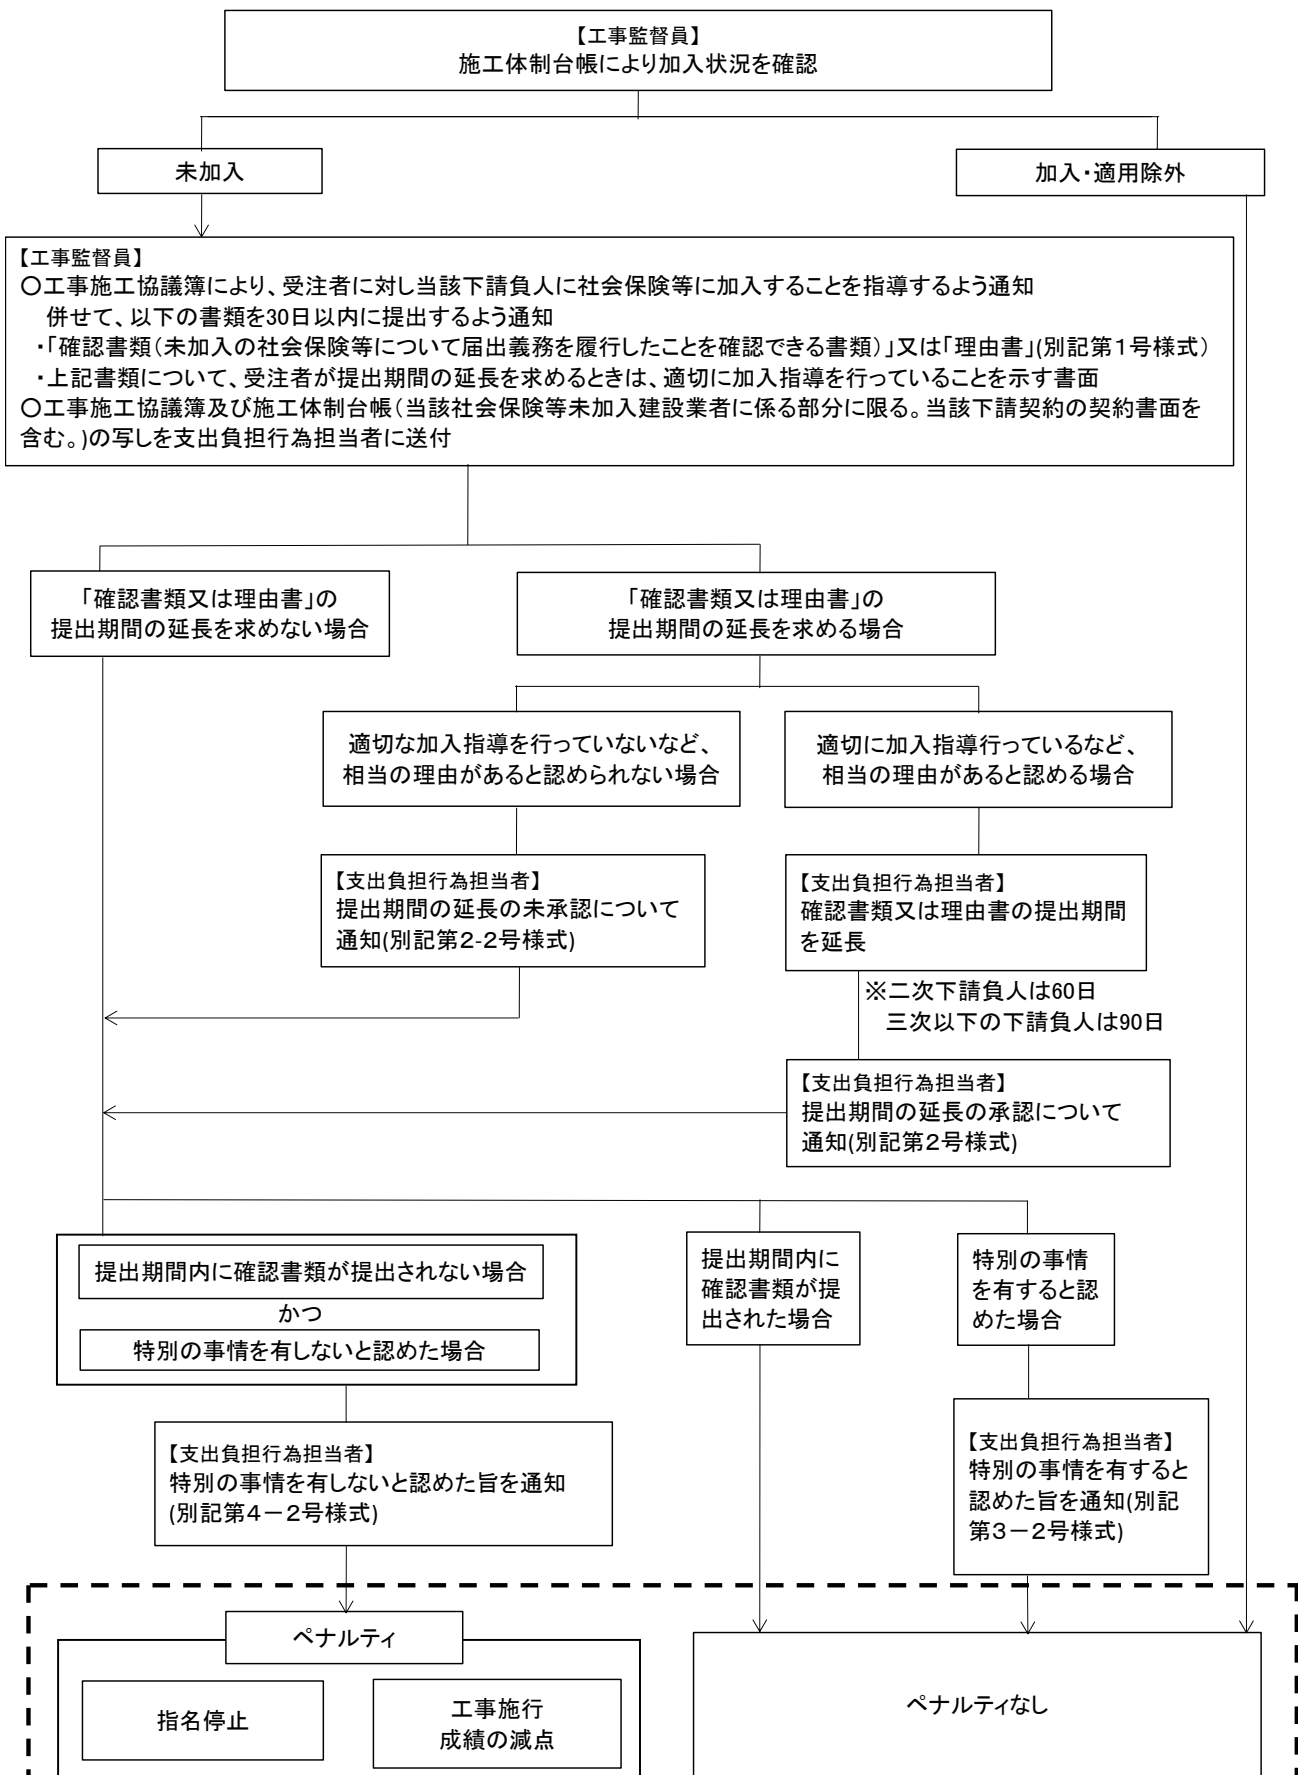 【工事監督員】
施工体制台帳により加入状況を確認
未加入
加入・適用除外
【工事監督員】
〇工事施工協議簿により、受注者に対し当該下請負人に社会保険等に加入することを指導するよう通知
併せて、以下の書類を30日以内に提出するよう通知
・「確認書類（未加入の社会保険等について届出義務を履行したことを確認できる書類）」又は「理由書」(別記第１号様式）
・上記書類について、受注者が提出期間の延長を求めるときは、適切に加入指導を行っていることを示す書面
〇工事施工協議簿及び施工体制台帳（当該社会保険等未加入建設業者に係る部分に限る。当該下請契約の契約書面を
含む。)の写しを支出負担行為担当者に送付
「確認書類又は理由書」の
提出期間の延長を求めない場合
「確認書類又は理由書」の
提出期間の延長を求める場合
適切な加入指導を行っていないなど、
相当の理由があると認められない場合
適切に加入指導行っているなど、
相当の理由があると認める場合
【支出負担行為担当者】
提出期間の延長の未承認について
通知(別記第２-２号様式)
【支出負担行為担当者】
確認書類又は理由書の提出期間
を延長
※二次下請負人は60日
三次以下の下請負人は90日
【支出負担行為担当者】
提出期間の延長の承認について
通知(別記第２号様式)
提出期間内に確認書類が提出されない場合
かつ
特別の事情を有しないと認めた場合
提出期間内に
確認書類が提
出された場合
特別の事情
を有すると認
めた場合
【支出負担行為担当者】
特別の事情を有しないと認めた旨を通知
(別記第４－２号様式)
【支出負担行為担当者】
特別の事情を有すると
認めた旨を通知(別記
第３－２号様式)
ペナルティ
指名停止
工事施行
成績の減点
ペナルティなし